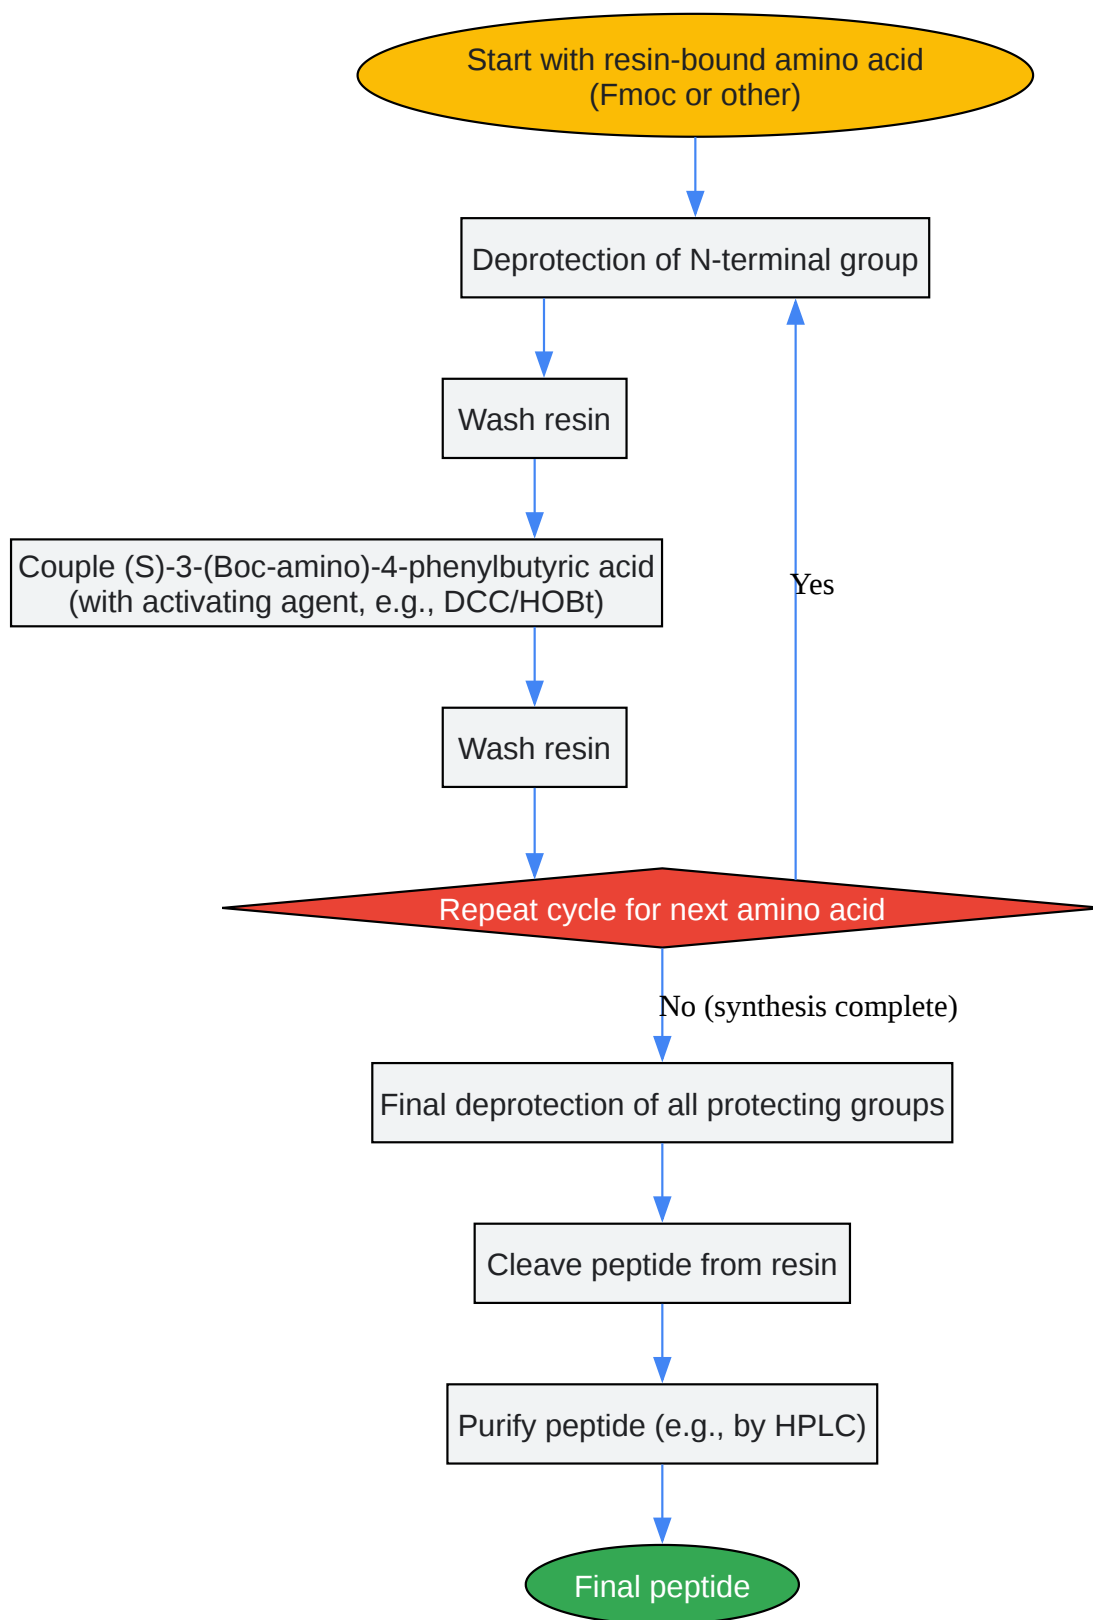 Start with resin-bound amino acid
(Fmoc or other)
Deprotection of N-terminal group
Wash resin
Couple (S)-3-(Boc-amino)-4-phenylbutyric acid
(with activating agent, e.g., DCC/HOBt)
Yes
Wash resin
Repeat cycle for next amino acid
No (synthesis complete)
Final deprotection of all protecting groups
Cleave peptide from resin
Purify peptide (e.g., by HPLC)
Final peptide